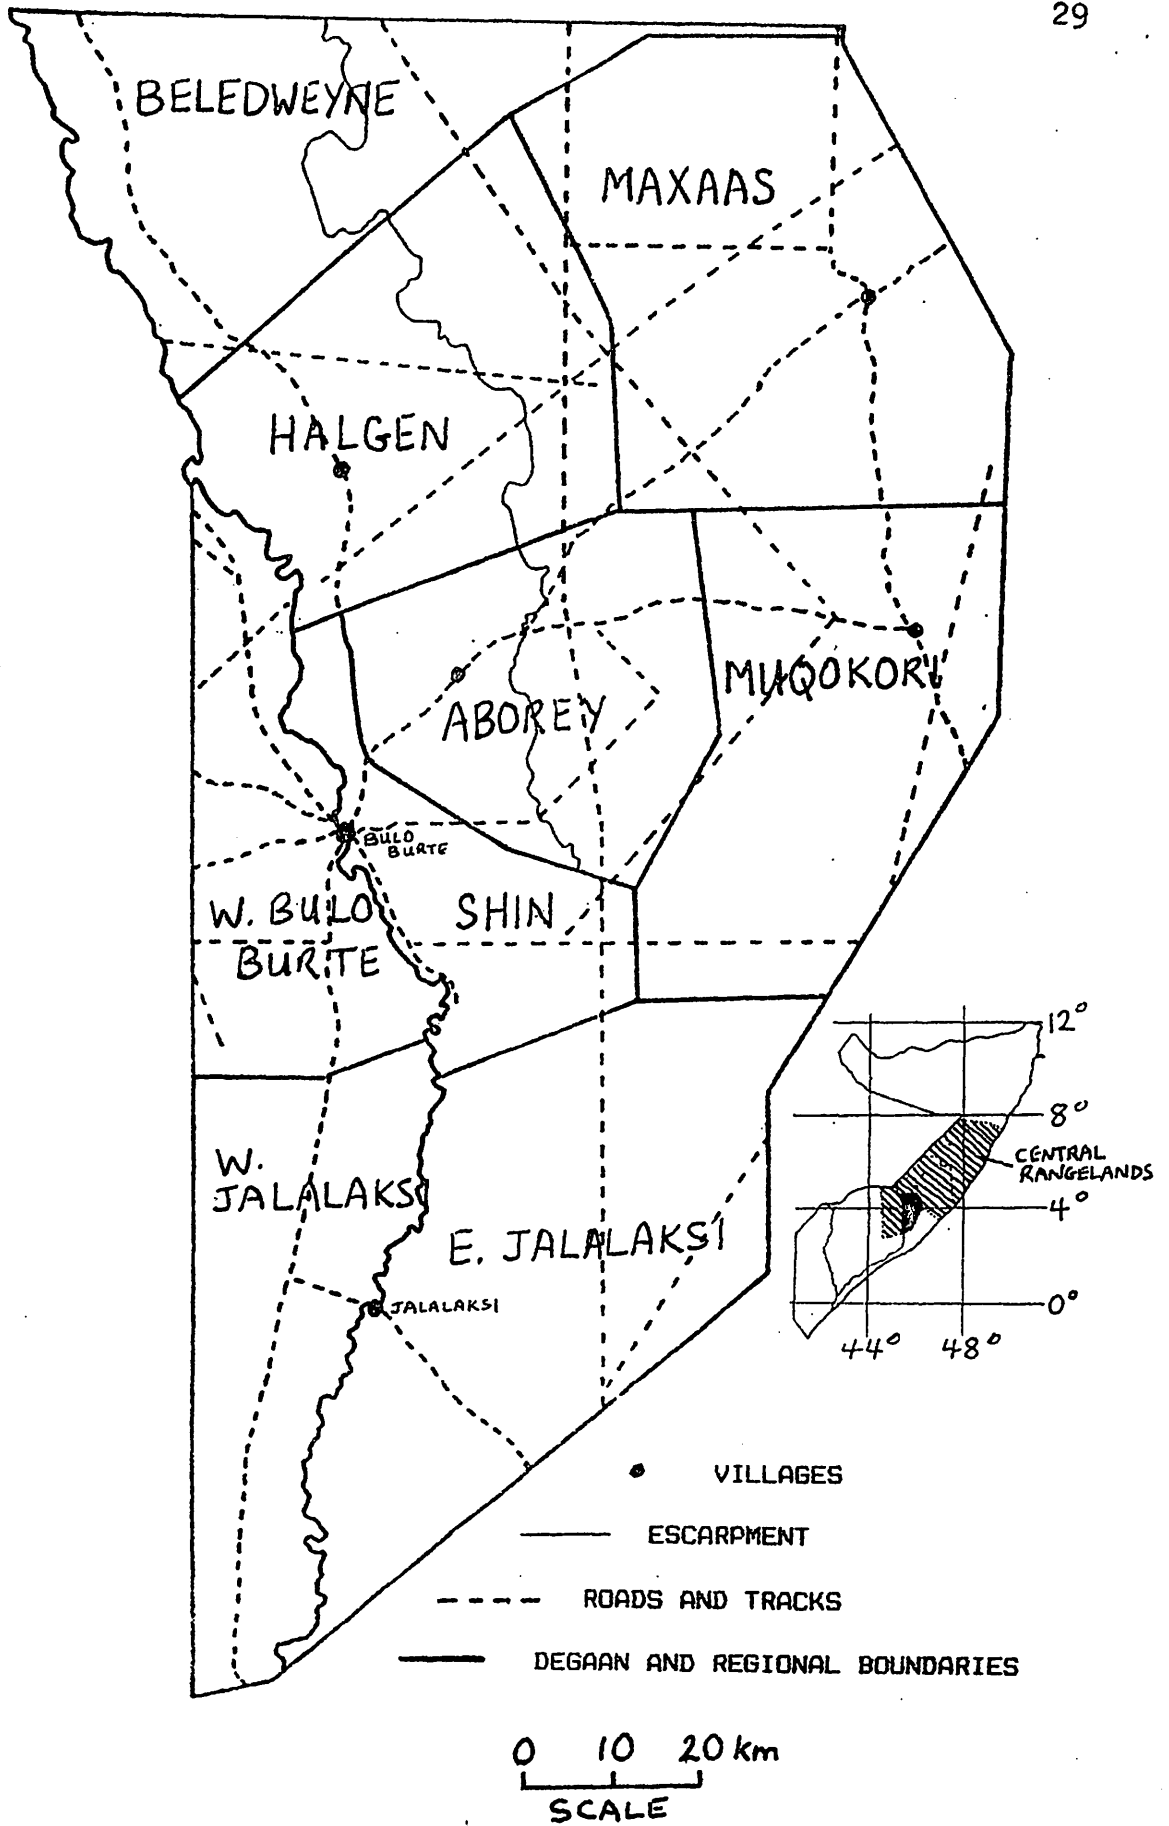 29
BELEDWEYNE
MAXAAS
HALGEN
MUQOKORI
ABOREY
BULO
BURTE
W. BULO
BURTE
SHIN
12°
8°
CENTRAL
RANGELANDS
4°
0°
44° 48°
W.
JALALAKSI
E. JALALAKSI
JALALAKSI
VILLAGES
ESCARPMENT
ROADS AND TRACKS
DEGAAN AND REGIONAL BOUNDARIES
0 10 20 km
SCALE